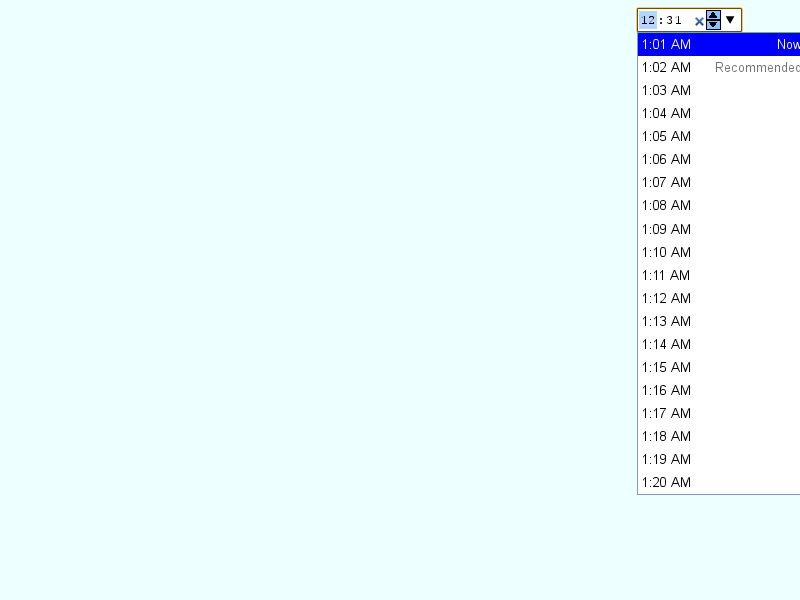 12:31
1:01 AM Now
1:02 AM Recommended
1:03 AM
1:04 AM
1:05 AM
1:06 AM
1:07 AM
1:08 AM
1:09 AM
1:10 AM
1:11 AM
1:12 AM
1:13 AM
1:14 AM
1:15 AM
1:16 AM
1:17 AM
1:18 AM
1:19 AM
1:20 AM